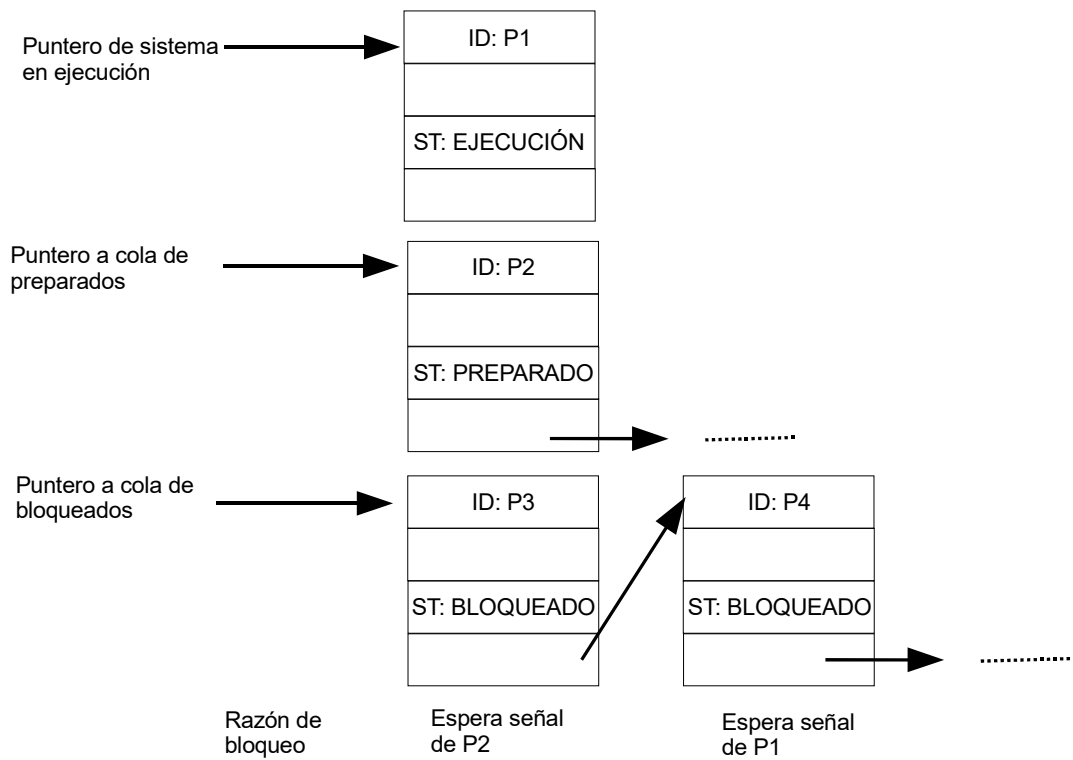 Puntero de sistema
en ejecución
ID: P1
ST: EJECUCIÓN
Puntero a cola de
preparados
ID: P2
ST: PREPARADO
Puntero a cola de
bloqueados
ID: P3
ID: P4
ST: BLOQUEADO
ST: BLOQUEADO
Razón de
bloqueo
Espera señal
de P2
Espera señal
de P1